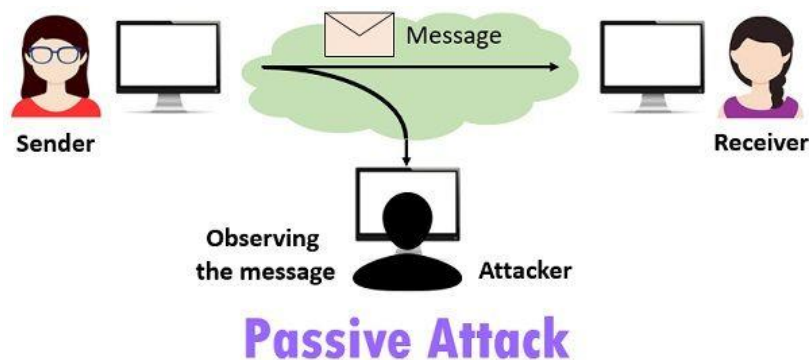 Message
Sender
Receiver
Observing
the message
Attacker
Passive Attack